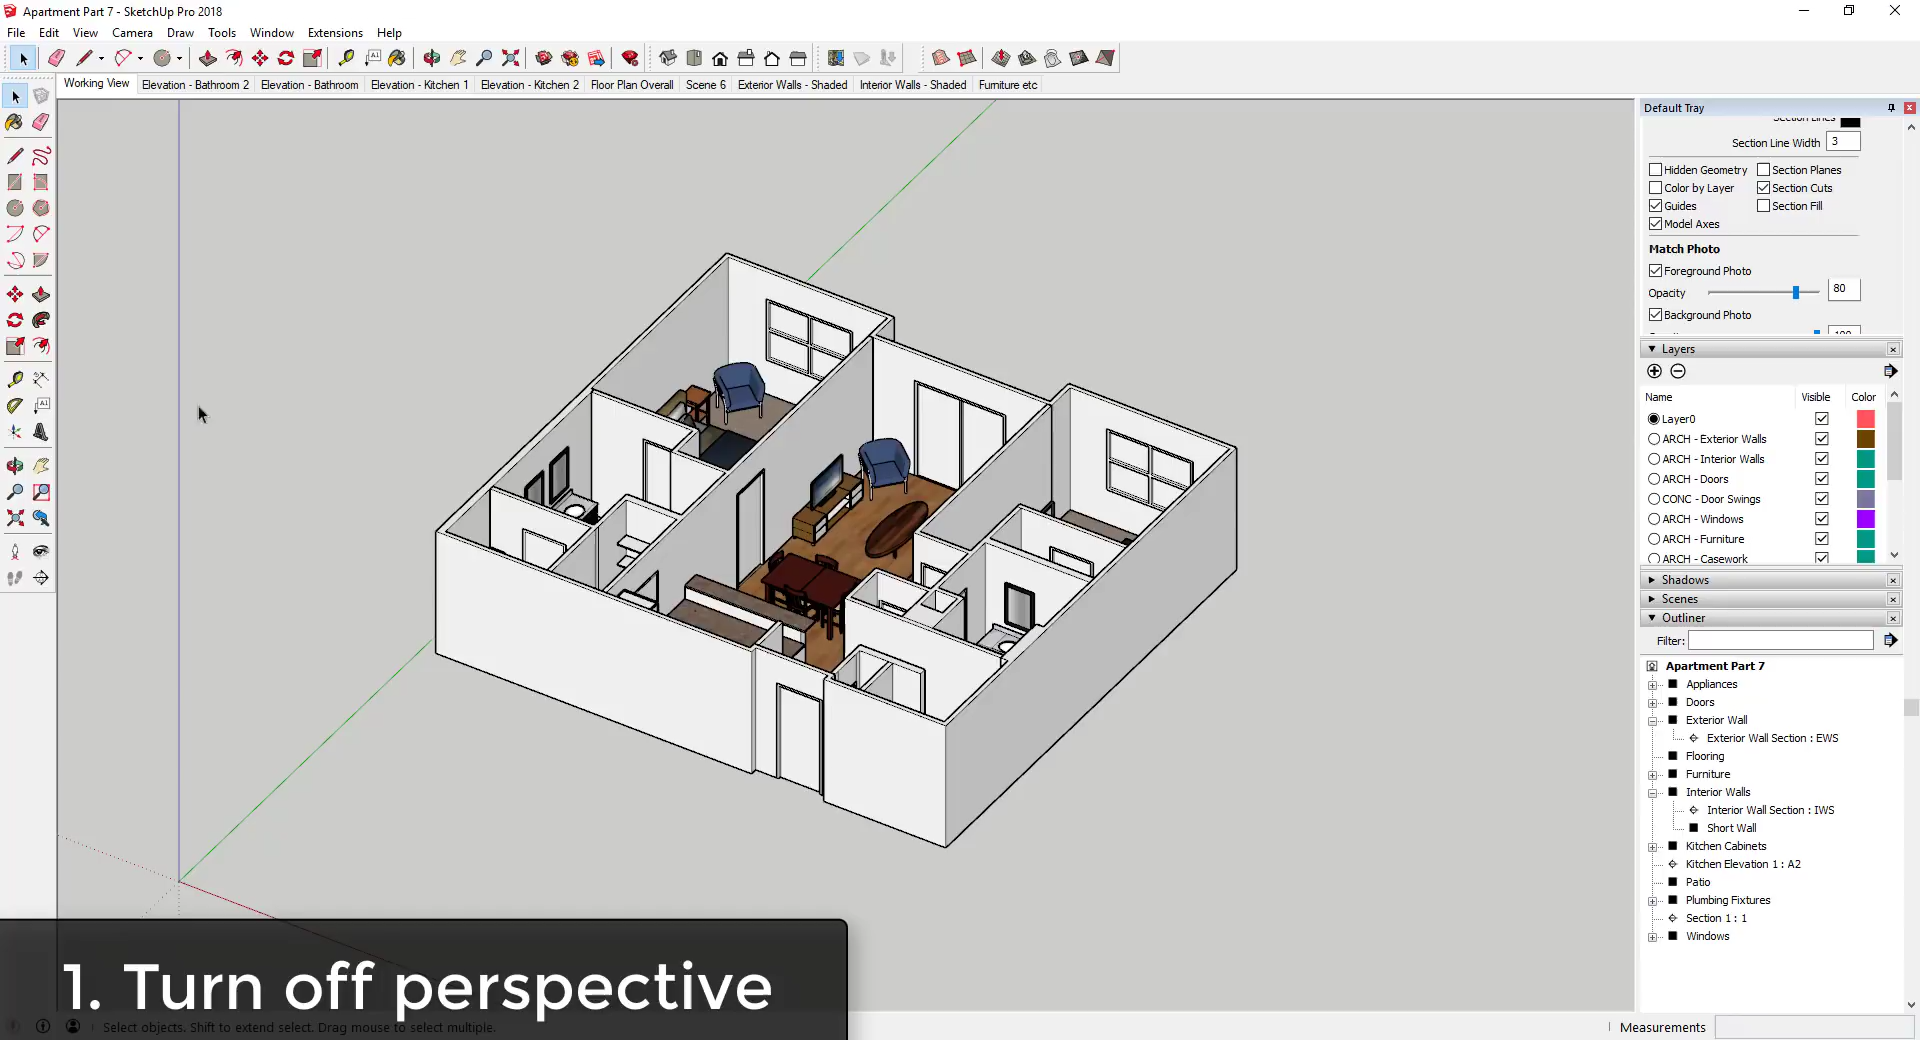 Apartment Part 7 - SketchUp Pro 2018
File Edit View Camera Draw Tools Window Extensions Help
Working View Elevation - Bathroom 2 Elevation - Bathroom Elevation - Kitchen 1 Elevation - Kitchen 2 Floor Plan Overall Scene 6 Exterior Walls - Shaded Interior Walls - Shaded Furniture etc
Default Tray
Section Lines
Section Line Width 3
Hidden Geometry Section Planes
Color by Layer Section Cuts
Guides Section Fill
Model Axes
Match Photo
Foreground Photo
Opacity 80
Background Photo
Layers
Name Visible Color
Layer0
ARCH - Exterior Walls
ARCH - Interior Walls
ARCH - Doors
CONC - Door Swings
ARCH - Windows
ARCH - Furniture
ARCH - Casework
Shadows
Scenes
Outliner
Filter:
Apartment Part 7
Appliances
Doors
Exterior Wall
Exterior Wall Section : EWS
Flooring
Furniture
Interior Walls
Interior Wall Section : IWS
Short Wall
Kitchen Cabinets
Kitchen Elevation 1 : A2
Patio
Plumbing Fixtures
Section 1 : 1
Windows
1. Turn off perspective
Select objects. Shift to extend select. Drag mouse to select multiple.
Measurements